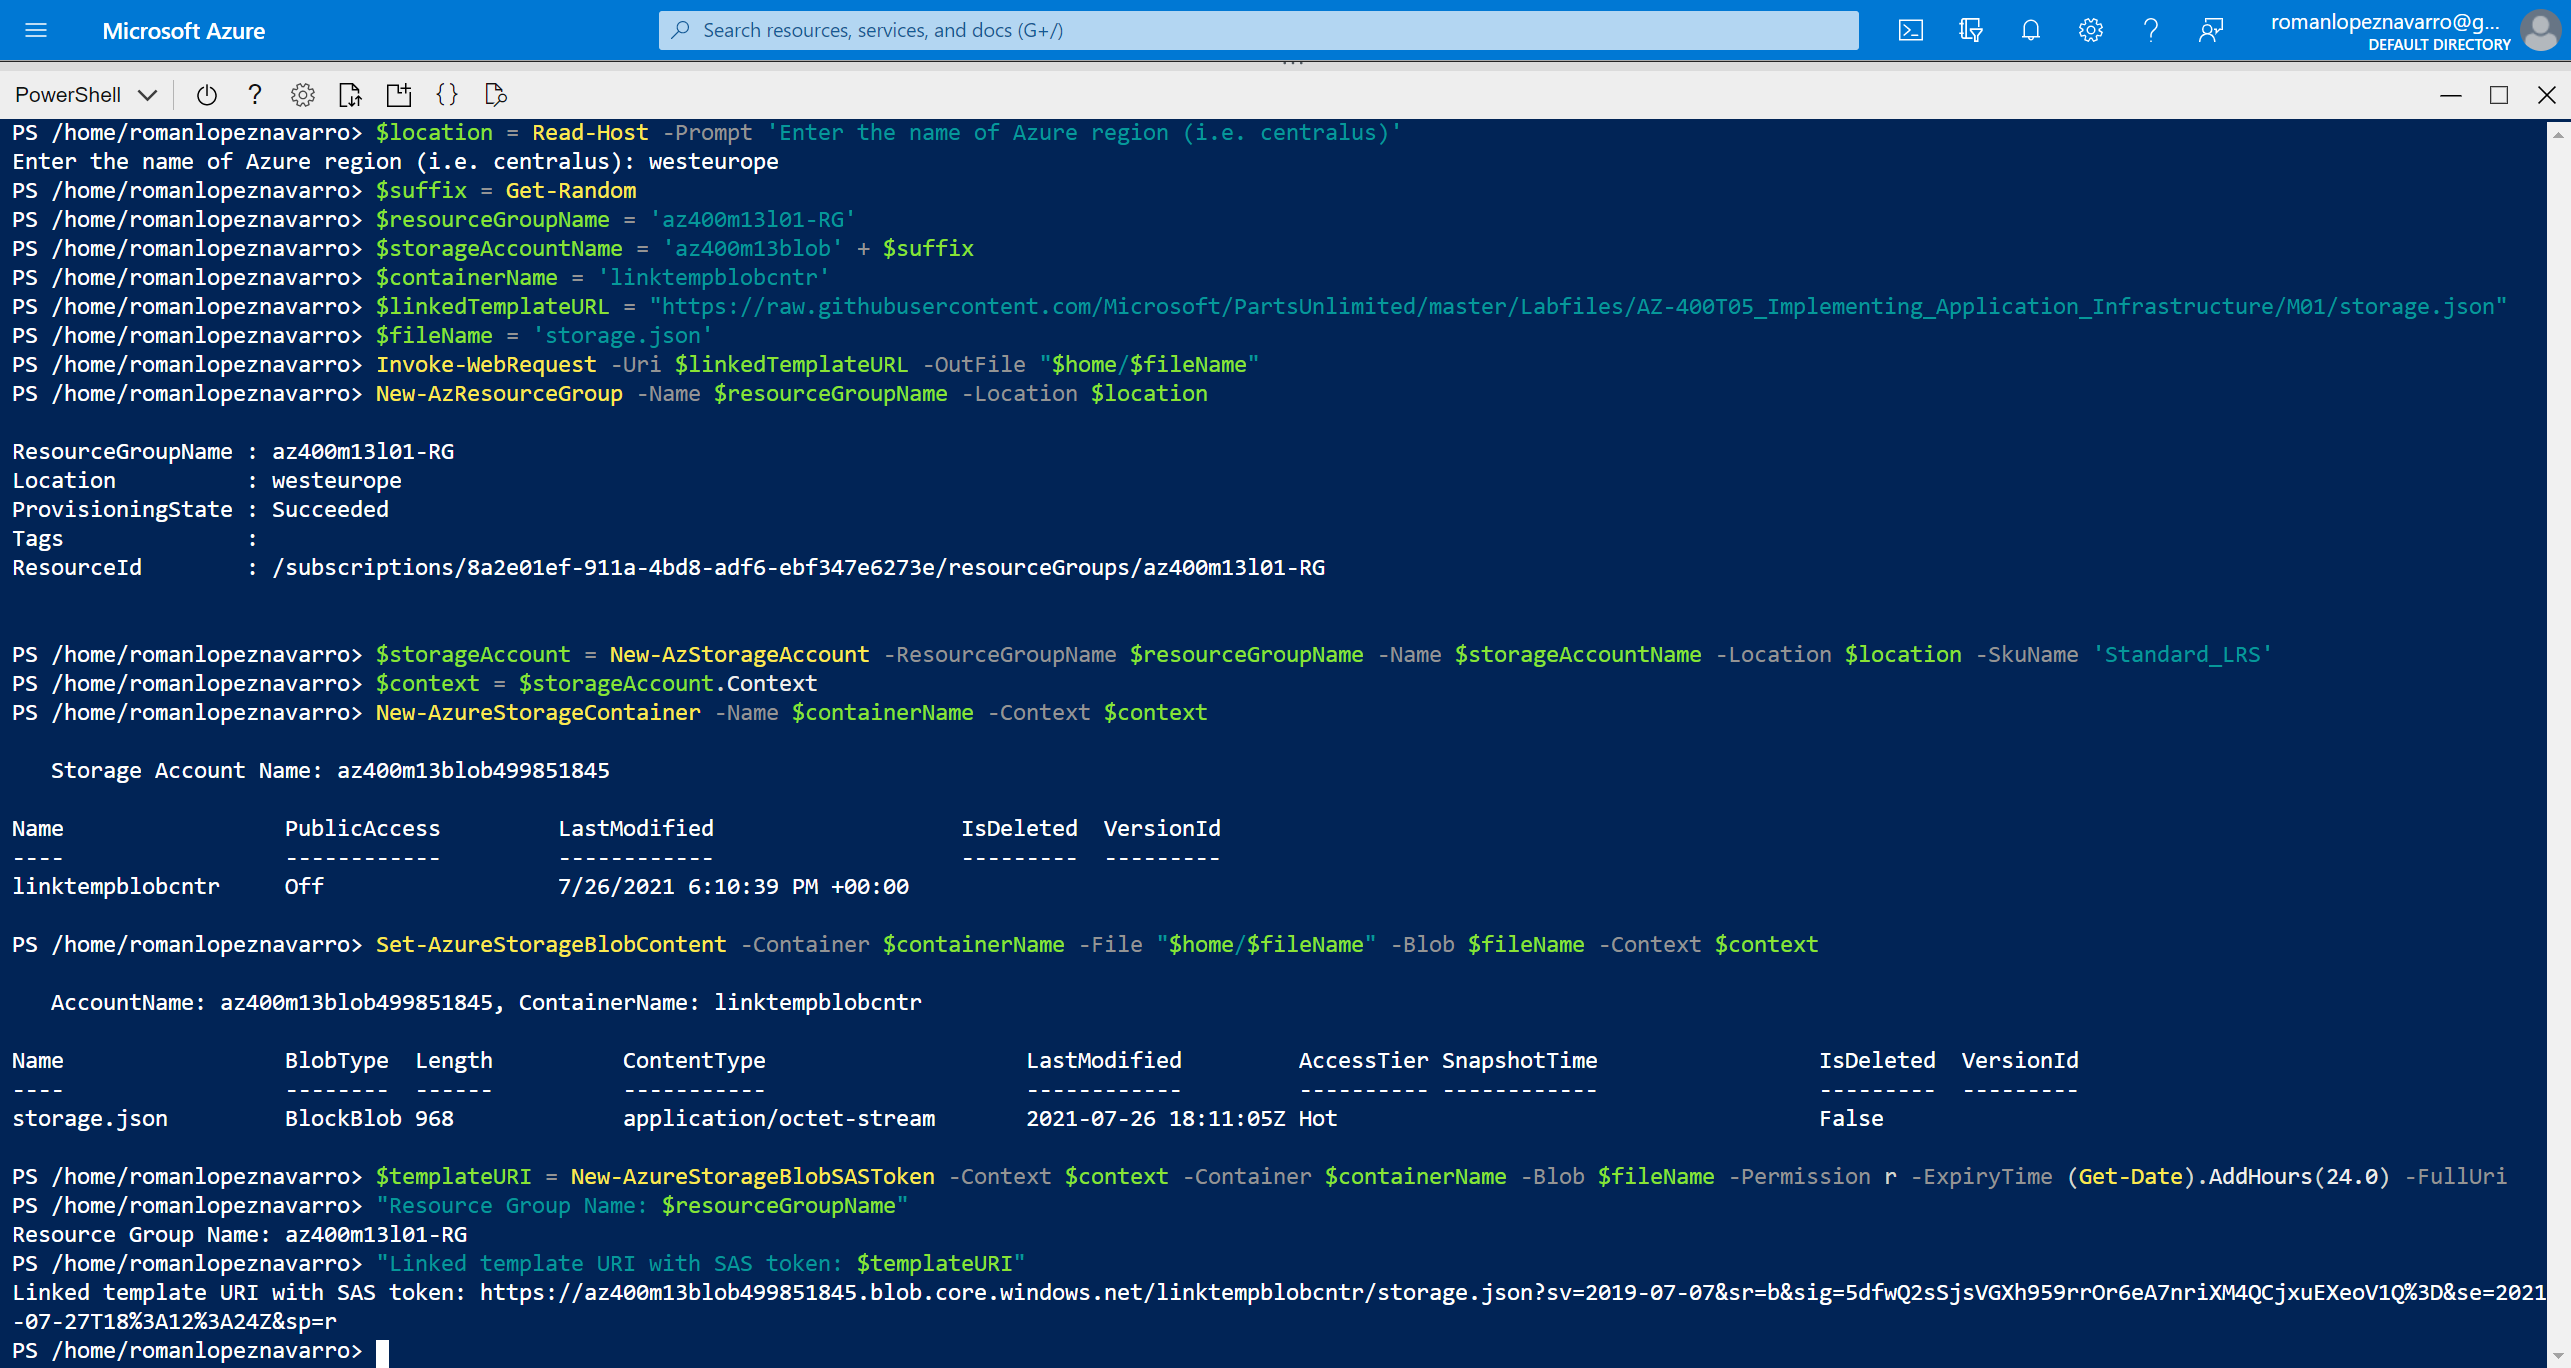 Microsoft Azure
Search resources, services, and docs (G+/)
romanlopeznavarro@g...
DEFAULT DIRECTORY
PowerShell
PS /home/romanlopeznavarro> $location = Read-Host -Prompt 'Enter the name of Azure region (i.e. centralus)'
Enter the name of Azure region (i.e. centralus): westeurope
PS /home/romanlopeznavarro> $suffix = Get-Random
PS /home/romanlopeznavarro> $resourceGroupName = 'az400m13l01-RG'
PS /home/romanlopeznavarro> $storageAccountName = 'az400m13blob' + $suffix
PS /home/romanlopeznavarro> $containerName = 'linktempblobcntr'
PS /home/romanlopeznavarro> $linkedTemplateURL = "https://raw.githubusercontent.com/Microsoft/PartsUnlimited/master/Labfiles/AZ-400T05_Implementing_Application_Infrastructure/M01/storage.json"
PS /home/romanlopeznavarro> $fileName = 'storage.json'
PS /home/romanlopeznavarro> Invoke-WebRequest -Uri $linkedTemplateURL -OutFile "$home/$fileName"
PS /home/romanlopeznavarro> New-AzResourceGroup -Name $resourceGroupName -Location $location
ResourceGroupName : az400m13l01-RG
Location          : westeurope
ProvisioningState : Succeeded
Tags              :
ResourceId        : /subscriptions/8a2e01ef-911a-4bd8-adf6-ebf347e6273e/resourceGroups/az400m13l01-RG
PS /home/romanlopeznavarro> $storageAccount = New-AzStorageAccount -ResourceGroupName $resourceGroupName -Name $storageAccountName -Location $location -SkuName 'Standard_LRS'
PS /home/romanlopeznavarro> $context = $storageAccount.Context
PS /home/romanlopeznavarro> New-AzureStorageContainer -Name $containerName -Context $context
Storage Account Name: az400m13blob499851845
Name                 PublicAccess         LastModified                   IsDeleted  VersionId
----                 ------------         ------------                   ---------  ---------
linktempblobcntr     Off                  7/26/2021 6:10:39 PM +00:00
PS /home/romanlopeznavarro> Set-AzureStorageBlobContent -Container $containerName -File "$home/$fileName" -Blob $fileName -Context $context
AccountName: az400m13blob499851845, ContainerName: linktempblobcntr
Name                 BlobType  Length          ContentType                    LastModified         AccessTier SnapshotTime                 IsDeleted  VersionId
----                 --------  ------          -----------                    ------------         ---------- ------------                 ---------  ---------
storage.json         BlockBlob 968             application/octet-stream       2021-07-26 18:11:05Z Hot                                     False
PS /home/romanlopeznavarro> $templateURI = New-AzureStorageBlobSASToken -Context $context -Container $containerName -Blob $fileName -Permission r -ExpiryTime (Get-Date).AddHours(24.0) -FullUri
PS /home/romanlopeznavarro> "Resource Group Name: $resourceGroupName"
Resource Group Name: az400m13l01-RG
PS /home/romanlopeznavarro> "Linked template URI with SAS token: $templateURI"
Linked template URI with SAS token: https://az400m13blob499851845.blob.core.windows.net/linktempblobcntr/storage.json?sv=2019-07-07&sr=b&sig=5dfwQ2sSjsVGXh959rrOr6eA7nriXM4QCjxuEXeoV1Q%3D&se=2021
-07-27T18%3A12%3A24Z&sp=r
PS /home/romanlopeznavarro>